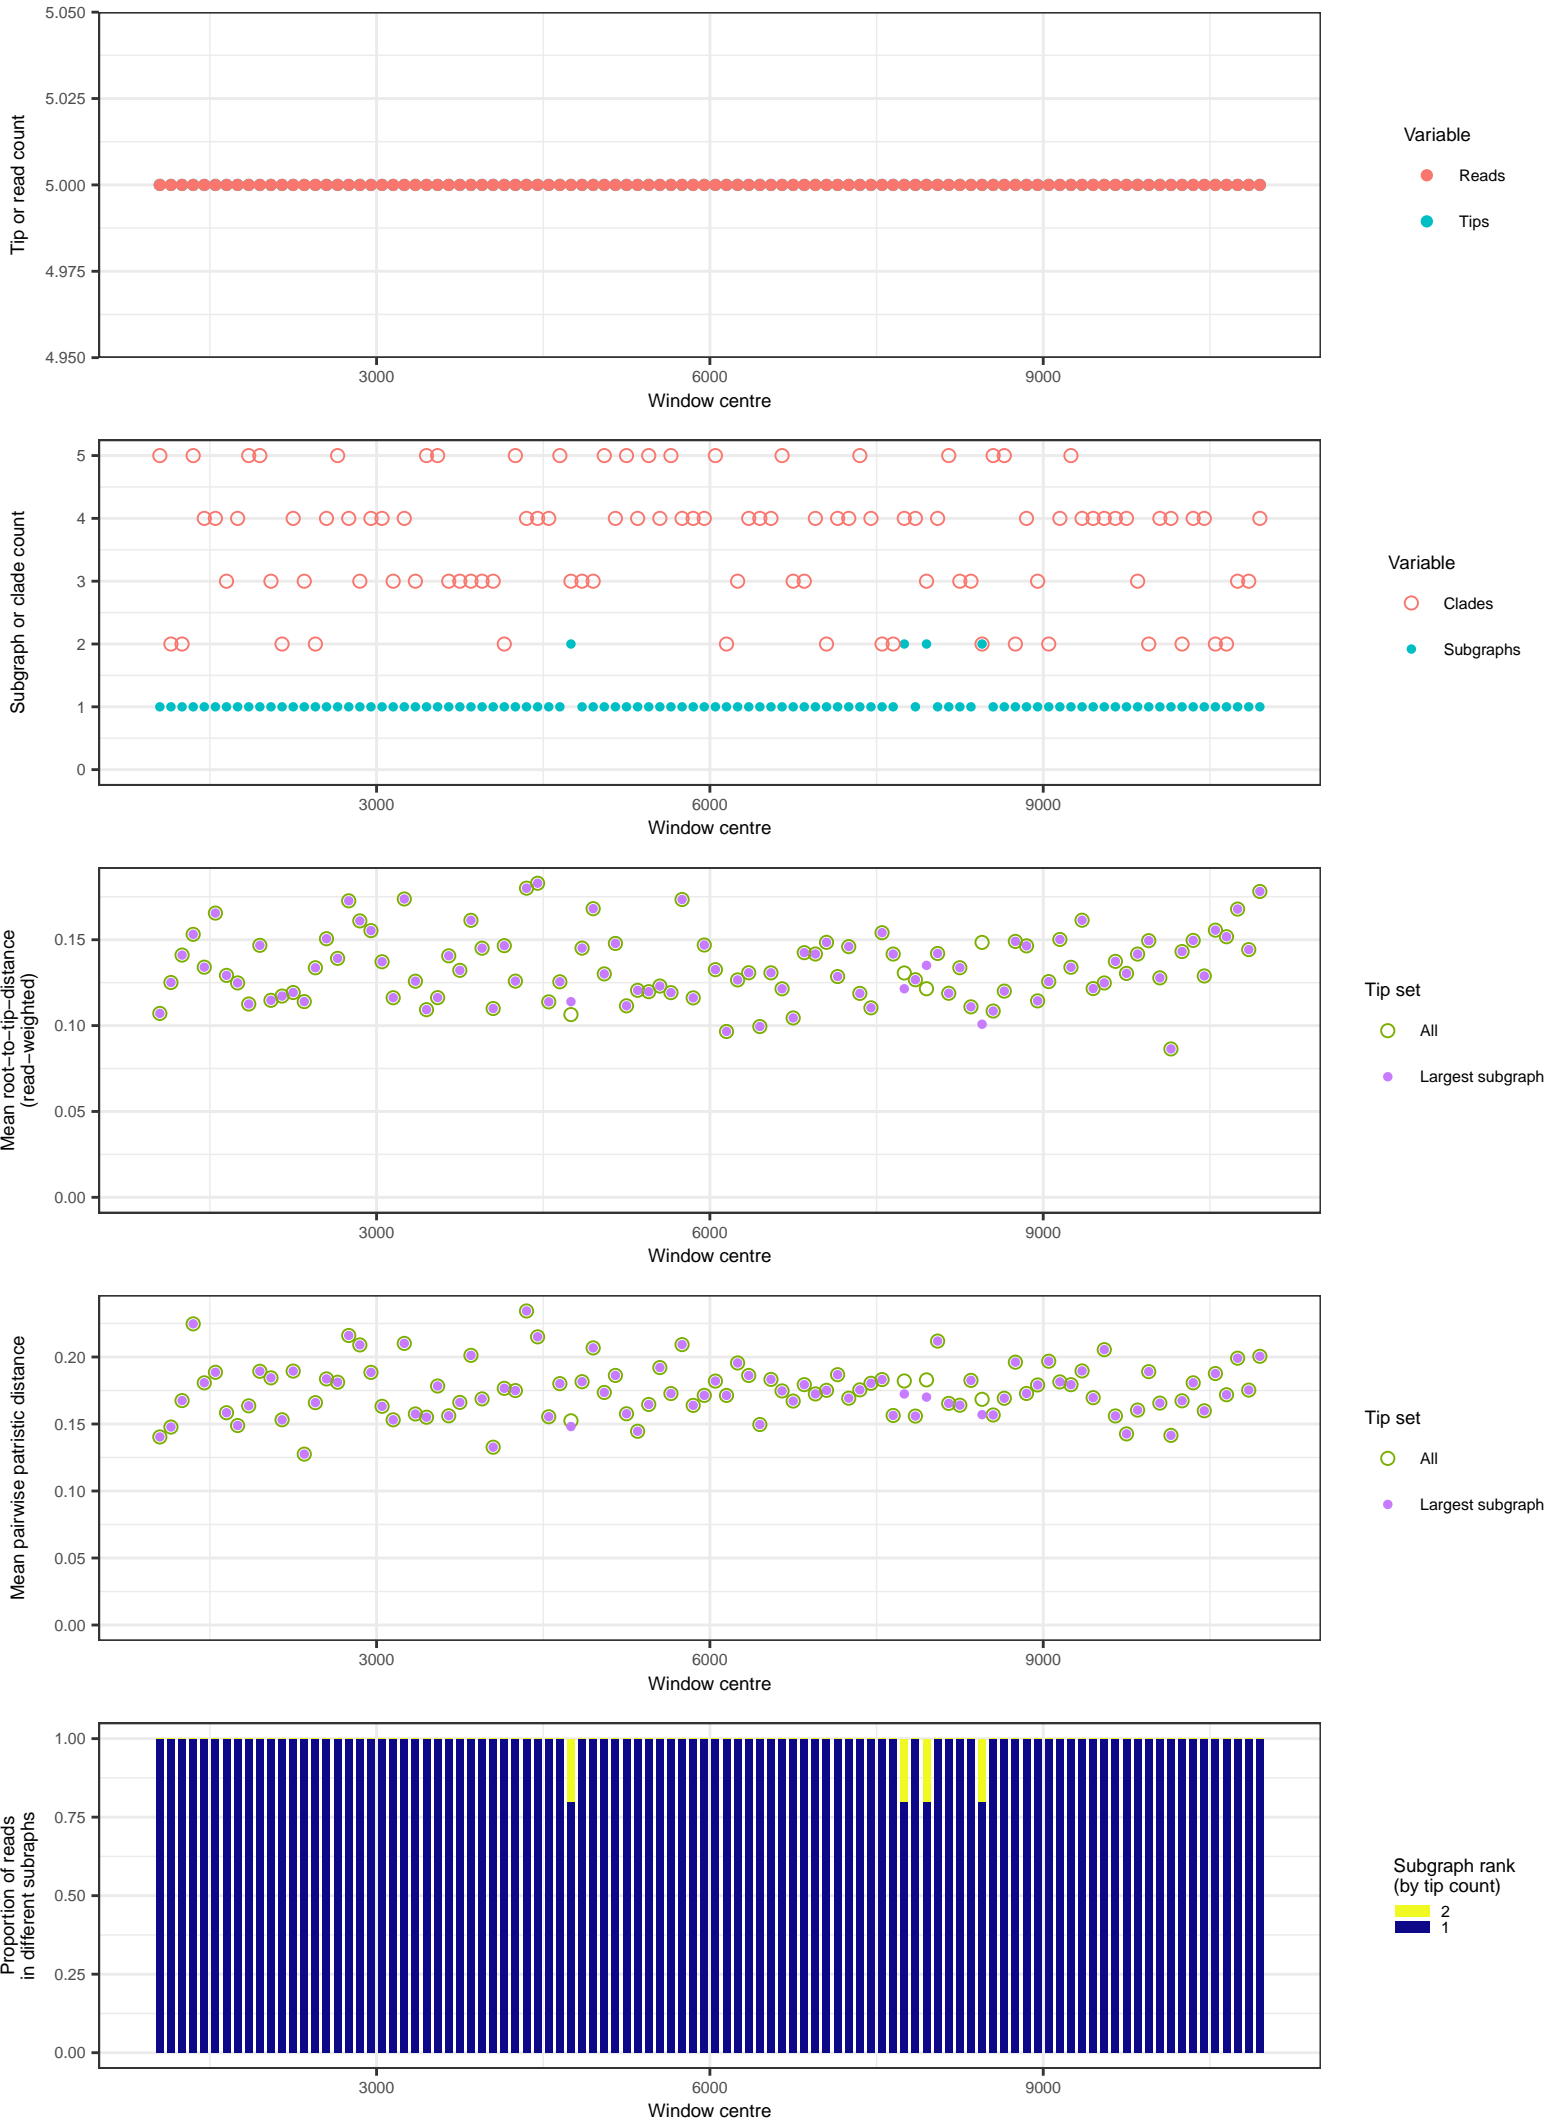 5.050
5.025
5.000
4.975
4.950
Tip or read count
3000
6000
9000
Window centre
Variable
Reads
Tips
5
4
3
2
1
0
Subgraph or clade count
3000
6000
9000
Window centre
Variable
Clades
Subgraphs
0.15
0.10
0.05
0.00
Mean root−to−tip−distance
(read−weighted)
3000
6000
9000
Window centre
Tip set
All
Largest subgraph
0.20
0.15
0.10
0.05
0.00
Mean pairwise patristic distance
3000
6000
9000
Window centre
Tip set
All
Largest subgraph
1.00
0.75
0.50
0.25
0.00
Proportion of reads
in different subraphs
3000
6000
9000
Window centre
Subgraph rank
(by tip count)
2
1